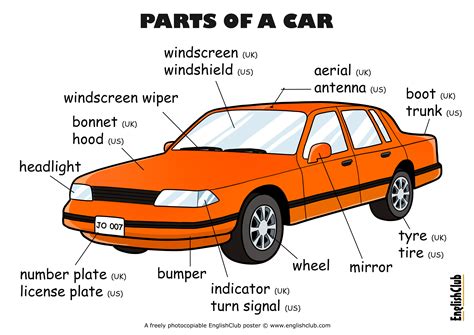 PARTS OF A CAR
windscreen (UK)
windshield (US)
aerial (UK)
antenna (US)
boot (UK)
trunk (US)
windscreen wiper
bonnet (UK)
hood (US)
headlight
JO 007
number plate (UK)
license plate (US)
bumper
indicator (UK)
turn signal (US)
wheel
mirror
tyre (UK)
tire (US)
EnglishClub
A freely photocopiable EnglishClub poster © www.englishclub.com